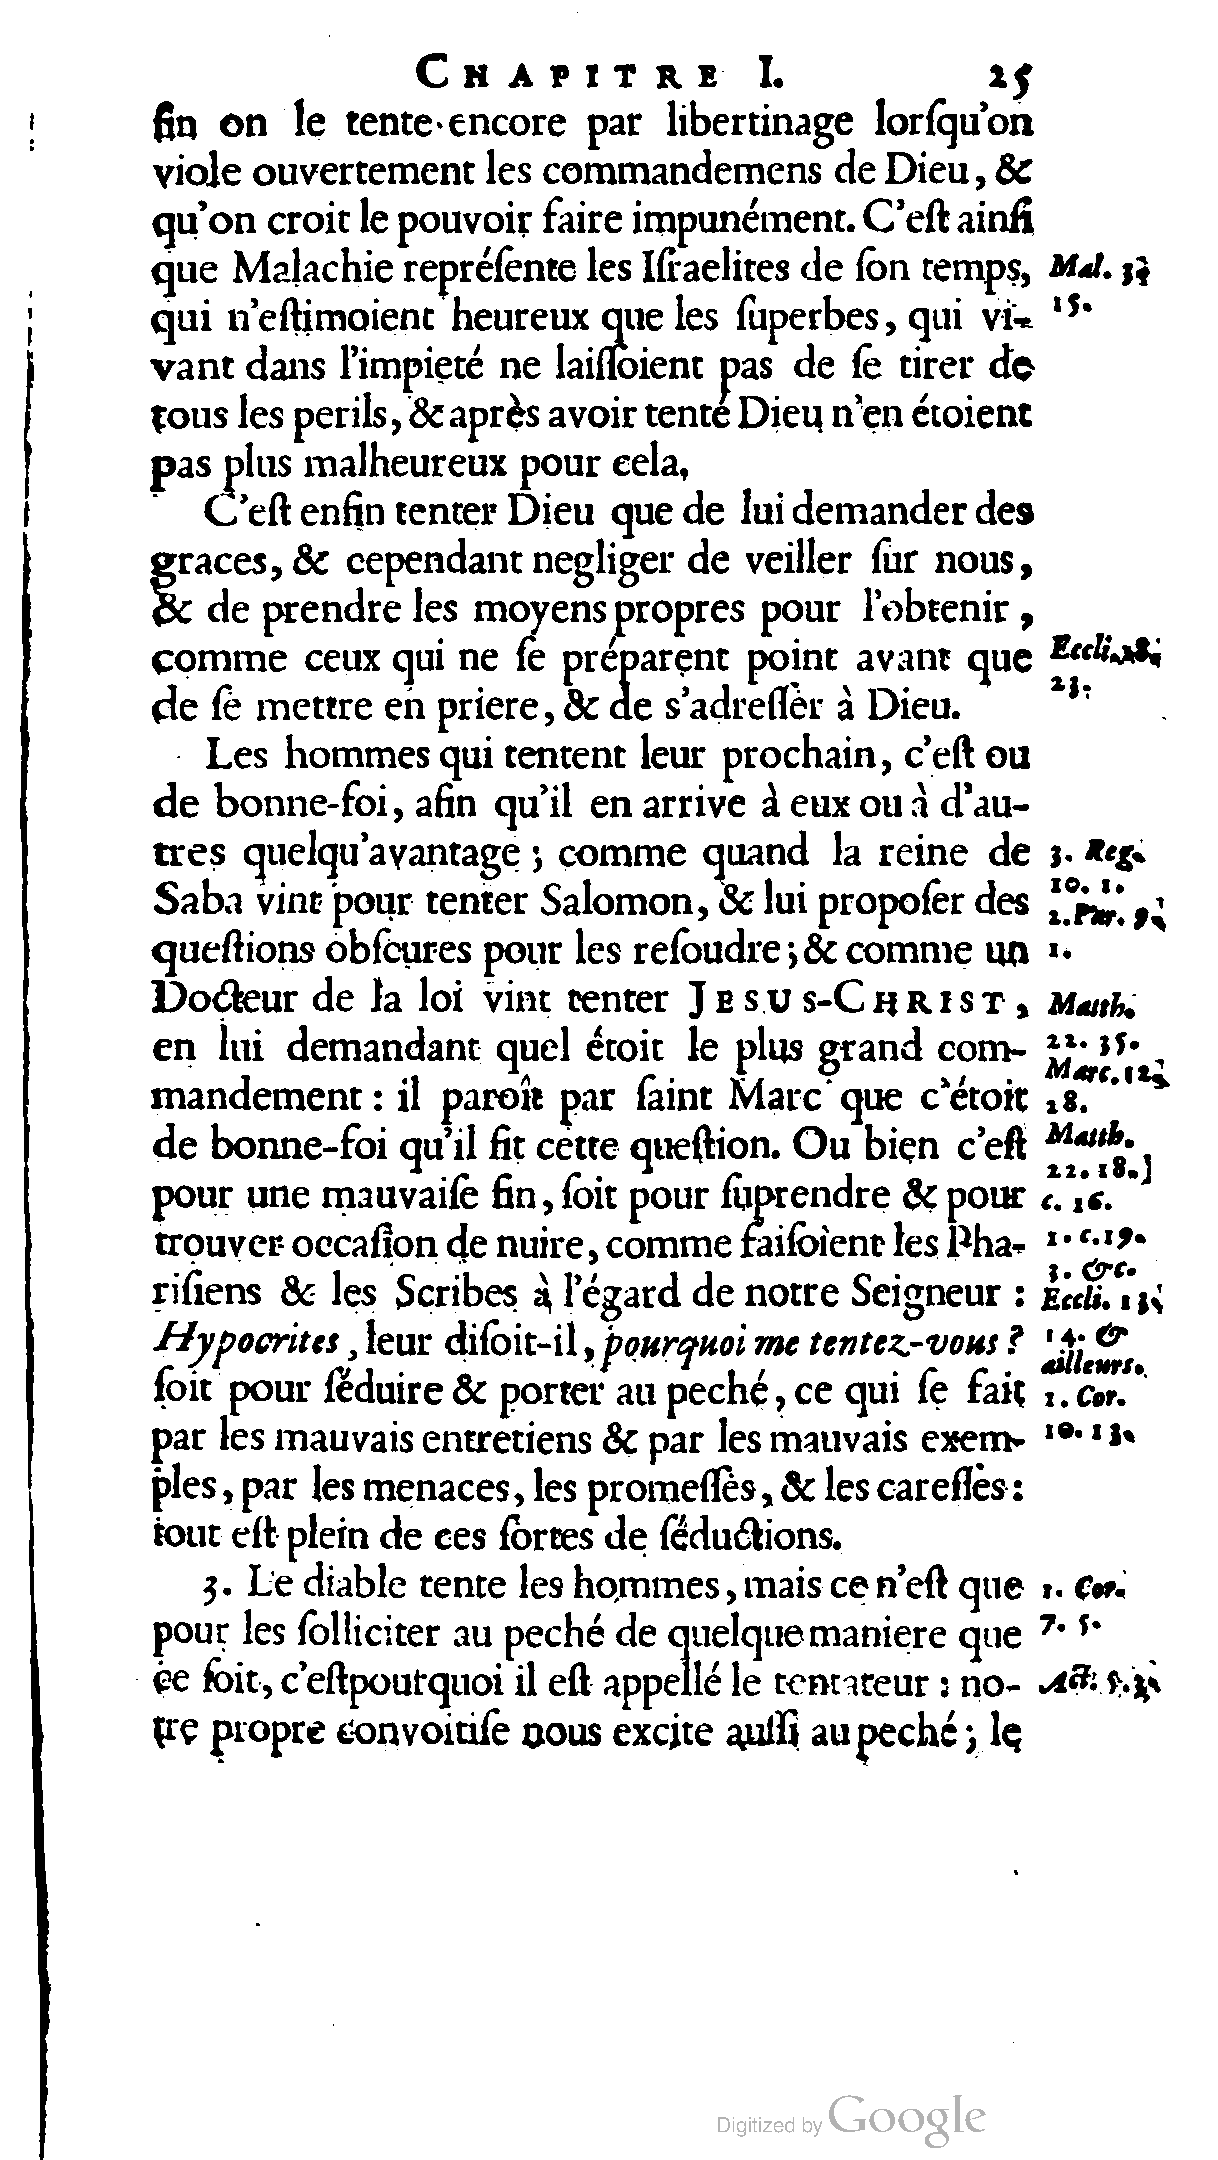 CHAPITRE I. 25
fin on le tente encore par libertinage lorſqu'on
viole ouvertement les commandemens de Dieu, &
qu'on croit le pouvoir faire impunément. C'eſt ainſi
que Malachie repréſente les Iſraelites de ſon temps,
Mal. 3.
qui n'eſtimoient heureux que les ſuperbes, qui vi-
15.
vant dans l'impieté ne laiſſoient pas de ſe tirer de
tous les perils, & après avoir tenté Dieu n'en étoient
pas plus malheureux pour cela,
C'eſt enfin tenter Dieu que de lui demander des
graces, & cependant negliger de veiller ſur nous,
& de prendre les moyens propres pour l'obtenir,
comme ceux qui ne ſe préparent point avant que
Eccli. 18.
de ſe mettre en priere, & de s'adreſſer à Dieu.
23.
Les hommes qui tentent leur prochain, c'eſt ou
de bonne-foi, afin qu'il en arrive à eux ou à d'au-
tres quelqu'avantage; comme quand la reine de
3. Reg.
Saba vint pour tenter Salomon, & lui propoſer des
10. 1.
2. Par. 9.
queſtions obſcures pour les reſoudre; & comme un
1.
Docteur de la loi vint tenter JESUS-CHRIST,
Matth.
en lui demandant quel étoit le plus grand com-
22. 35.
Marc. 12.
mandement: il paroît par ſaint Marc que c'étoit
28.
de bonne-foi qu'il fit cette queſtion. Ou bien c'eſt
Matth.
22. 18.]
pour une mauvaiſe fin, ſoit pour ſuprendre & pour
c. 16.
trouver occaſion de nuire, comme faiſoient les Pha-
1. c. 19.
3. &c.
riſiens & les Scribes à l'égard de notre Seigneur:
Eccli. 13.
Hypocrites, leur diſoit-il, pourquoi me tentez-vous?
14. &
ailleurs.
ſoit pour ſéduire & porter au peché, ce qui ſe fait
1. Cor.
par les mauvais entretiens & par les mauvais exem-
10. 13.
ples, par les menaces, les promeſſes, & les careſſes:
tout eſt plein de ces ſortes de ſéductions.
3. Le diable tente les hommes, mais ce n'eſt que
1. Cor.
pour les ſolliciter au peché de quelque maniere que
7. 5.
ce ſoit, c'eſtpourquoi il eſt appellé le tentateur: no-
Act. 5. 3.
tre propre convoitiſe nous excite auſſi au peché; le
Digitized by Google